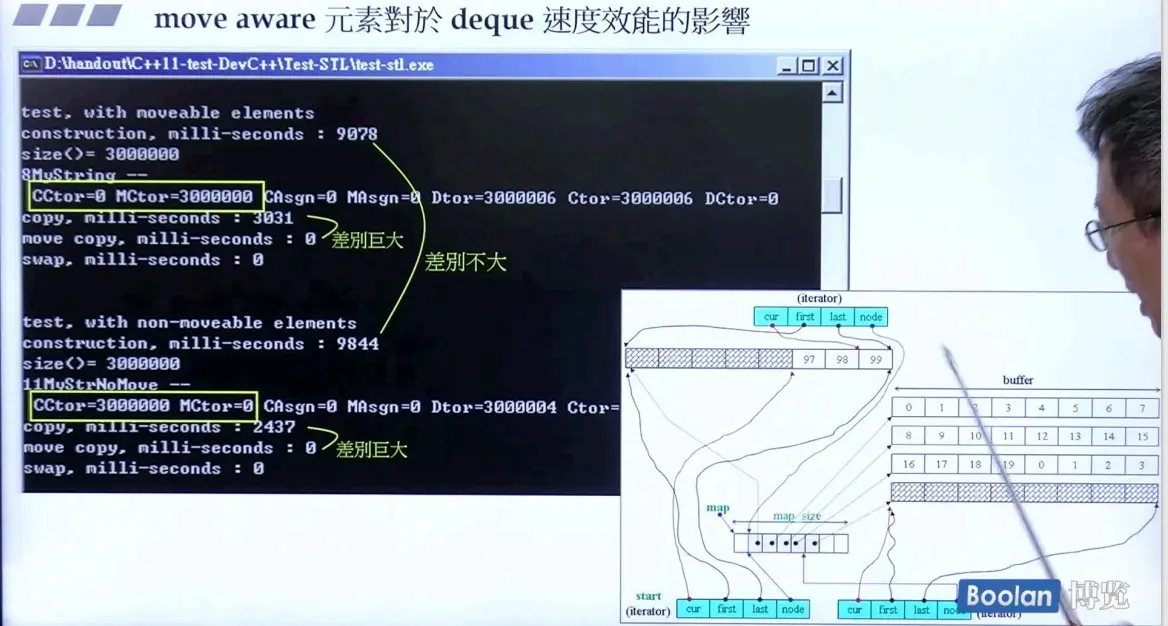 move aware 元素對於 deque 速度效能的影響
D:\handout\C++11-test-DevC++\Test-STL\test-stl.exe
test, with moveable elements
construction, milli-seconds : 9078
size()= 3000000
8MyString --
CCtor=0 MCtor=3000000 CAsgn=0 MAsgn=0 Dtor=3000006 Ctor=3000006 DCtor=0
copy, milli-seconds : 3031
move copy, milli-seconds : 0
差別巨大
swap, milli-seconds : 0
差別不大
test, with non-moveable elements
construction, milli-seconds : 9844
size()= 3000000
11MyStrNoMove --
CCtor=3000000 MCtor=0 CAsgn=0 MAsgn=0 Dtor=3000004 Ctor=
copy, milli-seconds : 2437
move copy, milli-seconds : 0
差別巨大
swap, milli-seconds : 0
(iterator)
cur first last node
97 98 99
buffer
0 1 2 3 4 5 6 7
8 9 10 11 12 13 14 15
16 17 18 19 0 1 2 3
map
map size
start
(iterator)
cur first last node
cur first last
(iterator)
Boolan 博览